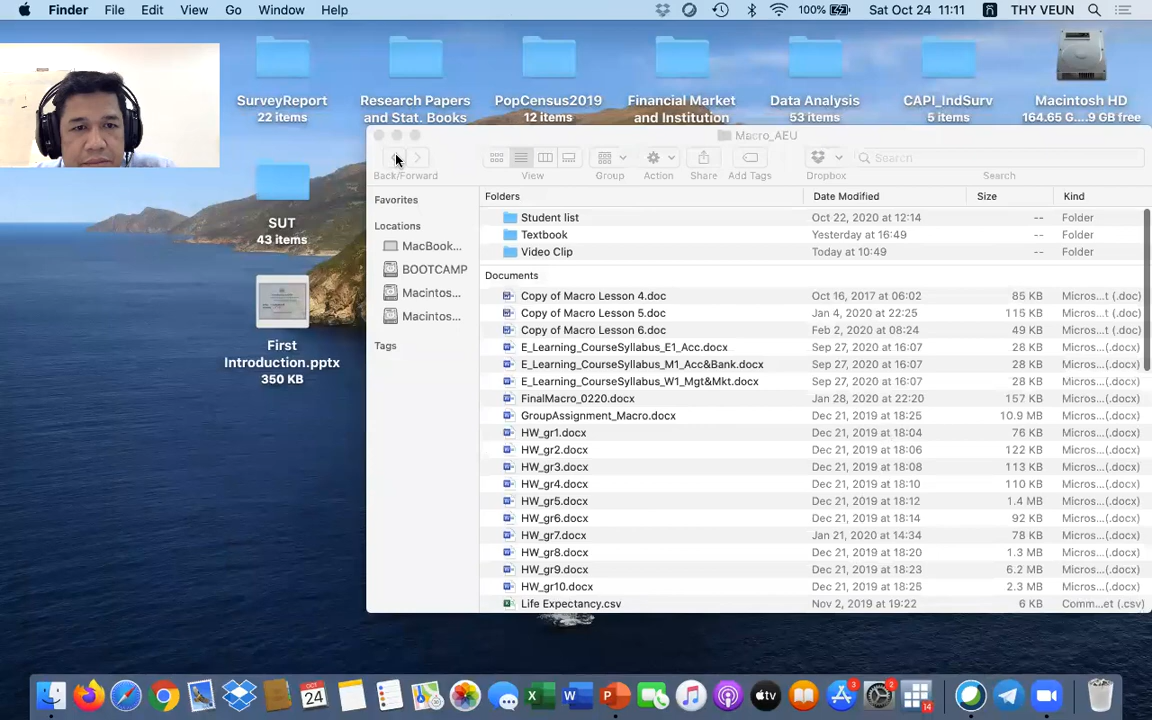 Finder File Edit View Go Window Help 100% Sat Oct 24 11:11 THY VEUN
SurveyReport
22 items
Research Papers
and Stat. Books
PopCensus2019
12 items
Financial Market
and Institution
Data Analysis
53 items
CAPI_IndSurv
5 items
Macintosh HD
164.65 G...9 GB free
SUT
43 items
First
Introduction.pptx
350 KB
Macro_AEU
Search
Back/Forward View Group Action Share Add Tags Dropbox Search
Favorites
Locations
MacBook...
BOOTCAMP
Macintos...
Macintos...
Tags
Folders Date Modified Size Kind
Student list Oct 22, 2020 at 12:14 -- Folder
Textbook Yesterday at 16:49 -- Folder
Video Clip Today at 10:49 -- Folder
Documents
Copy of Macro Lesson 4.doc Oct 16, 2017 at 06:02 85 KB Micros...t (.doc)
Copy of Macro Lesson 5.doc Jan 4, 2020 at 22:25 115 KB Micros...t (.doc)
Copy of Macro Lesson 6.doc Feb 2, 2020 at 08:24 49 KB Micros...t (.doc)
E_Learning_CourseSyllabus_E1_Acc.docx Sep 27, 2020 at 16:07 28 KB Micros...(.docx)
E_Learning_CourseSyllabus_M1_Acc&Bank.docx Sep 27, 2020 at 16:07 28 KB Micros...(.docx)
E_Learning_CourseSyllabus_W1_Mgt&Mkt.docx Sep 27, 2020 at 16:07 28 KB Micros...(.docx)
FinalMacro_0220.docx Jan 28, 2020 at 22:20 157 KB Micros...(.docx)
GroupAssignment_Macro.docx Dec 21, 2019 at 18:25 10.9 MB Micros...(.docx)
HW_gr1.docx Dec 21, 2019 at 18:04 76 KB Micros...(.docx)
HW_gr2.docx Dec 21, 2019 at 18:06 122 KB Micros...(.docx)
HW_gr3.docx Dec 21, 2019 at 18:08 113 KB Micros...(.docx)
HW_gr4.docx Dec 21, 2019 at 18:10 110 KB Micros...(.docx)
HW_gr5.docx Dec 21, 2019 at 18:12 1.4 MB Micros...(.docx)
HW_gr6.docx Dec 21, 2019 at 18:14 92 KB Micros...(.docx)
HW_gr7.docx Jan 21, 2020 at 14:34 78 KB Micros...(.docx)
HW_gr8.docx Dec 21, 2019 at 18:20 1.3 MB Micros...(.docx)
HW_gr9.docx Dec 21, 2019 at 18:23 6.2 MB Micros...(.docx)
HW_gr10.docx Dec 21, 2019 at 18:25 2.3 MB Micros...(.docx)
Life Expectancy.csv Nov 2, 2019 at 19:22 6 KB Comm...et (.csv)
OCT
24
tv
3
2
14